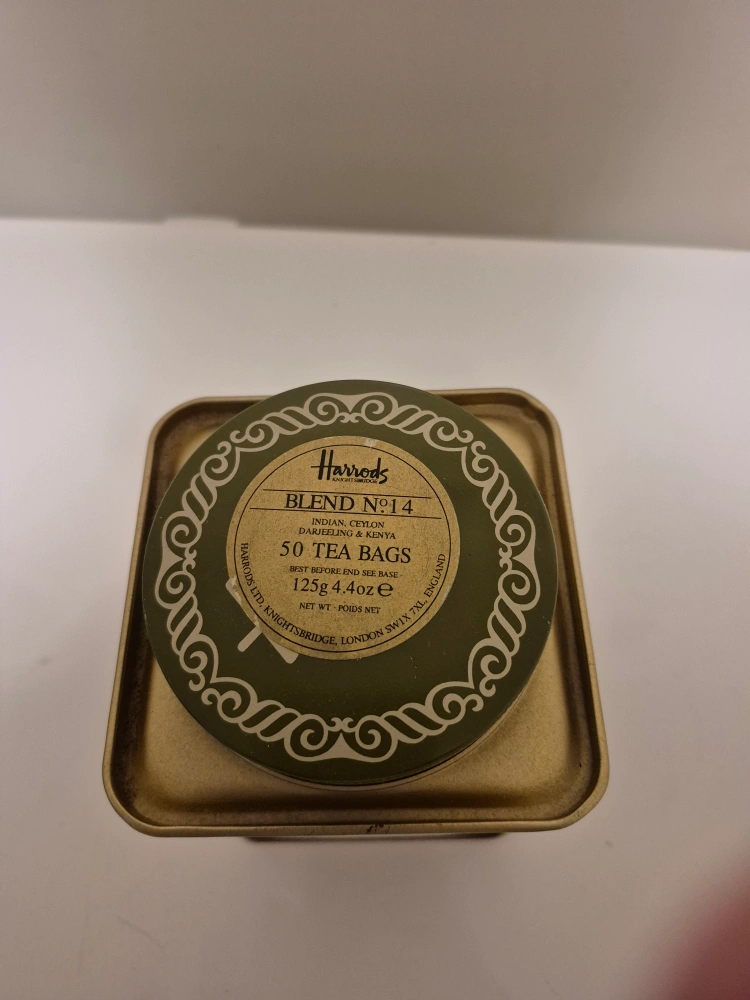 Harrods
KNIGHTSBRIDGE
BLEND Nº. 14
INDIAN, CEYLON
DARJEELING & KENYA
50 TEA BAGS
BEST BEFORE END SEE BASE
125g 4.4oz ℮
NET WT · POIDS NET
HARRODS LTD, KNIGHTSBRIDGE, LONDON SW1X 7XL, ENGLAND